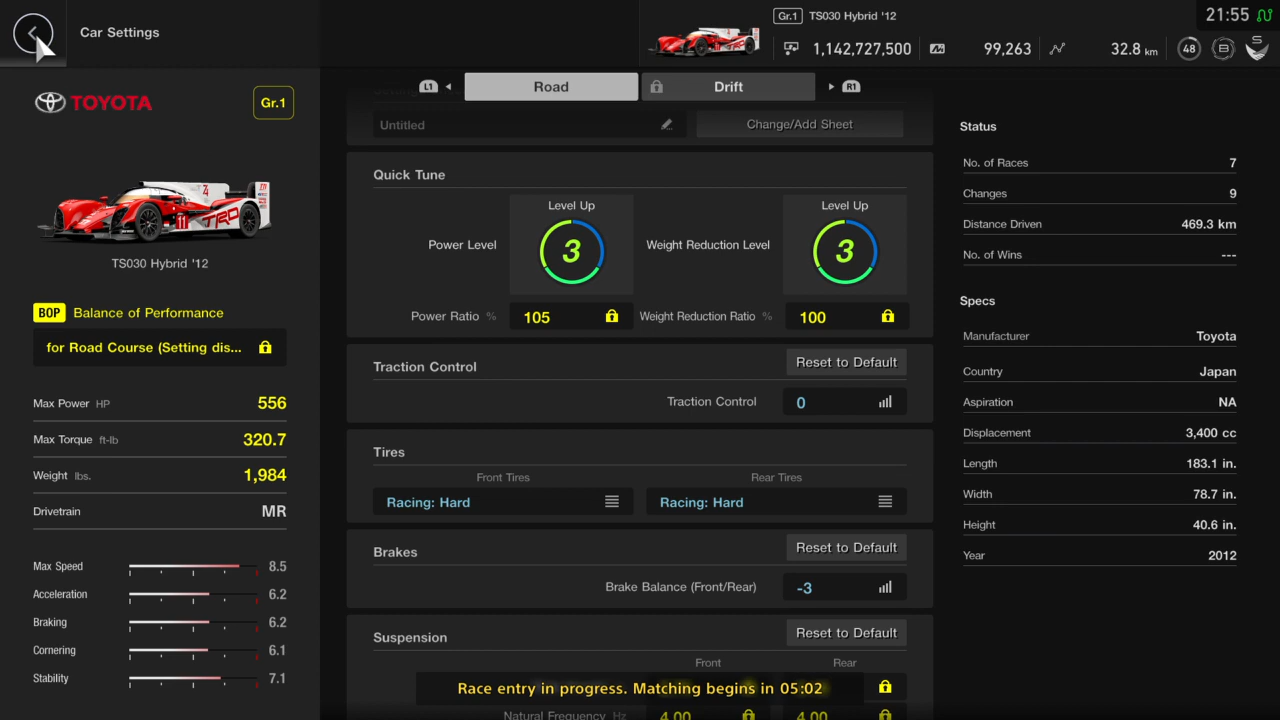 Car Settings
Gr.1 TS030 Hybrid '12
1,142,727,500 99,263 32.8 km 48 B S
21:55
TOYOTA Gr.1
TS030 Hybrid '12
BOP Balance of Performance
for Road Course (Setting dis...
Max Power HP 556
Max Torque ft-lb 320.7
Weight lbs. 1,984
Drivetrain MR
Max Speed 8.5
Acceleration 6.2
Braking 6.2
Cornering 6.1
Stability 7.1
L1 Road Drift R1
Untitled Change/Add Sheet
Quick Tune
Level Up Level Up
Power Level 3 Weight Reduction Level 3
Power Ratio % 105 Weight Reduction Ratio % 100
Traction Control Reset to Default
Traction Control 0
Tires
Front Tires Rear Tires
Racing: Hard Racing: Hard
Brakes Reset to Default
Brake Balance (Front/Rear) -3
Suspension Reset to Default
Front Rear
Race entry in progress. Matching begins in 05:02
Natural Frequency Hz 4.00 4.00
Status
No. of Races 7
Changes 9
Distance Driven 469.3 km
No. of Wins ---
Specs
Manufacturer Toyota
Country Japan
Aspiration NA
Displacement 3,400 cc
Length 183.1 in.
Width 78.7 in.
Height 40.6 in.
Year 2012